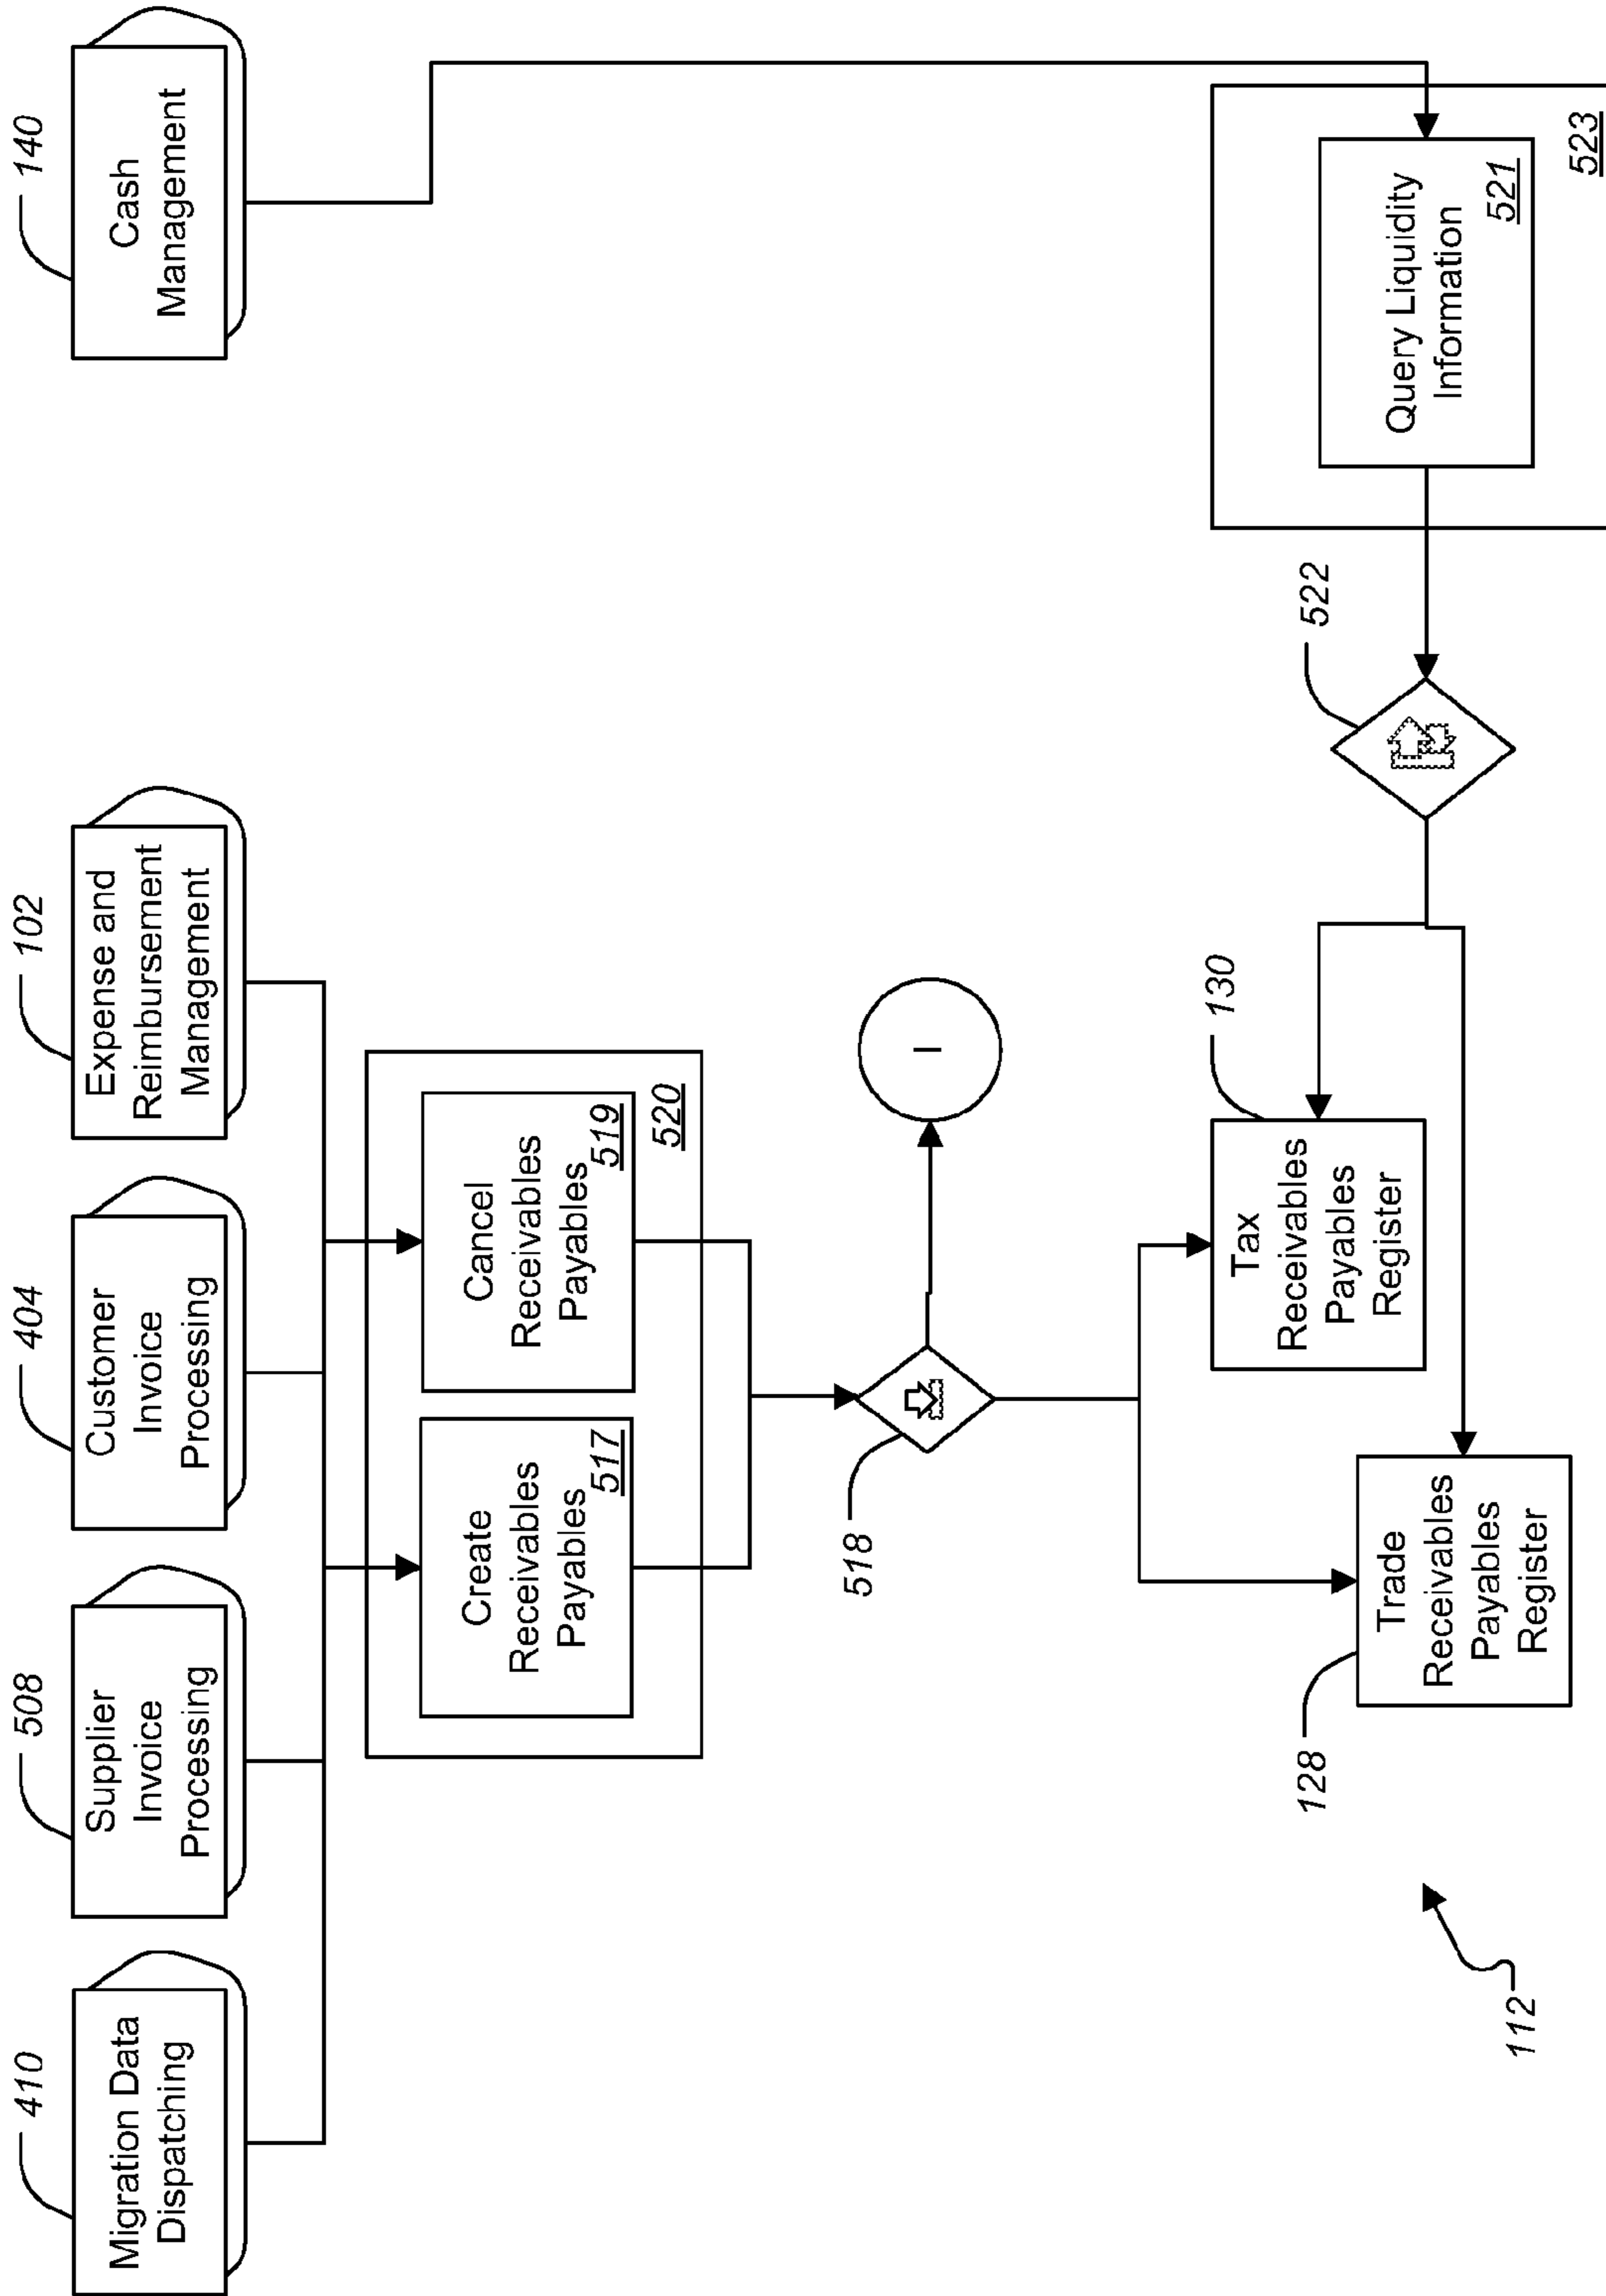 410
Migration Data
Dispatching
508
Supplier
Invoice
Processing
404
Customer
Invoice
Processing
102
Expense and
Reimbursement
Management
140
Cash
Management
Create
Receivables
Payables
517
Cancel
Receivables
Payables
519
520
518
I
128
Trade
Receivables
Payables
Register
130
Tax
Receivables
Payables
Register
522
Query Liquidity
Information
521
523
112